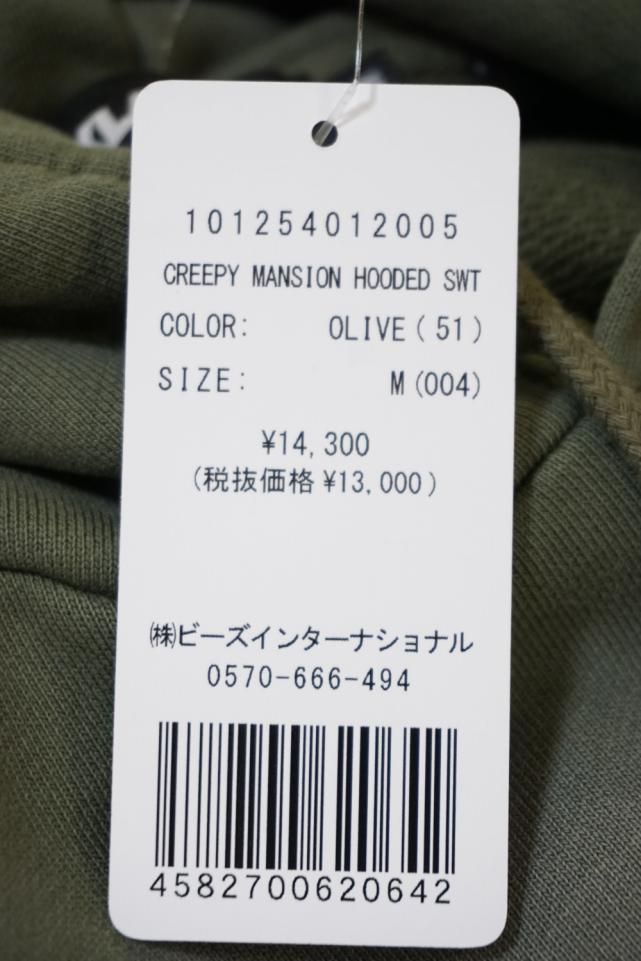 101254012005
CREEPY MANSION HOODED SWT
COLOR: OLIVE(51)
SIZE: M(004)
¥14,300
(税抜価格 ¥13,000)
㈱ビーズインターナショナル
0570-666-494
4582700620642